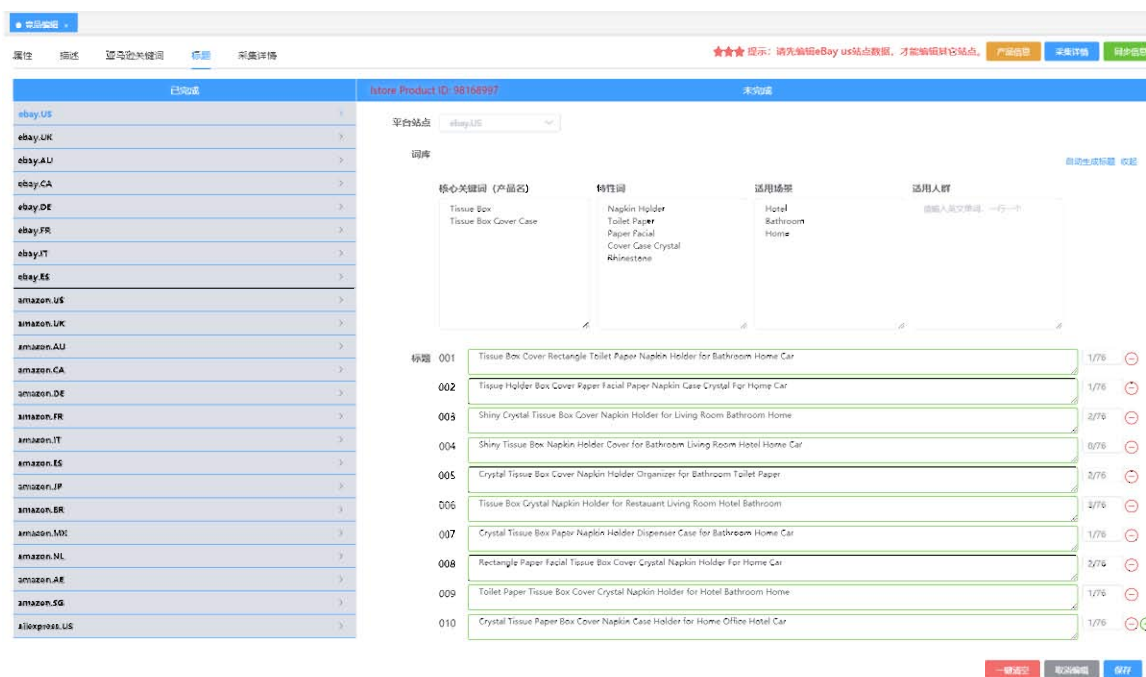 竞品编辑
属性 描述 亚马逊关键词 标题 采集详情
★★★ 提示：请先编辑eBay us站点数据，才能编辑其它站点。 产品信息 采集详情 同步信息
已完成
Istore Product ID: 98168997 未完成
ebay.US
ebay.UK
ebay.AU
ebay.CA
ebay.DE
ebay.FR
ebay.IT
ebay.ES
amazon.US
amazon.UK
amazon.AU
amazon.CA
amazon.DE
amazon.FR
amazon.IT
amazon.ES
amazon.JP
amazon.BR
amazon.MX
amazon.NL
amazon.AE
amazon.SG
Aliexpress.US
平台站点 ebay.US
词库
自动生成标题 收起
核心关键词（产品名） 特性词 适用场景 适用人群
Tissue Box
Tissue Box Cover Case
Napkin Holder
Toilet Paper
Paper Facial
Cover Case Crystal
Rhinestone
Hotel
Bathroom
Home
请输入英文单词，一行一个
标题 001 Tissue Box Cover Rectangle Toilet Paper Napkin Holder for Bathroom Home Car 1/76
002 Tissue Holder Box Cover Paper Facial Paper Napkin Case Crystal For Home Car 1/76
003 Shiny Crystal Tissue Box Cover Napkin Holder for Living Room Bathroom Home 2/76
004 Shiny Tissue Box Napkin Holder Cover for Bathroom Living Room Hotel Home Car 0/76
005 Crystal Tissue Box Cover Napkin Holder Organizer for Bathroom Toilet Paper 2/76
006 Tissue Box Crystal Napkin Holder for Restauant Living Room Hotel Bathroom 3/76
007 Crystal Tissue Box Paper Napkin Holder Dispenser Case for Bathroom Home Car 1/76
008 Rectangle Paper Facial Tissue Box Cover Crystal Napkin Holder For Home Car 2/76
009 Toilet Paper Tissue Box Cover Crystal Napkin Holder for Hotel Bathroom Home 1/76
010 Crystal Tissue Paper Box Cover Napkin Case Holder for Home Office Hotel Car 1/76
一键清空 取消编辑 保存